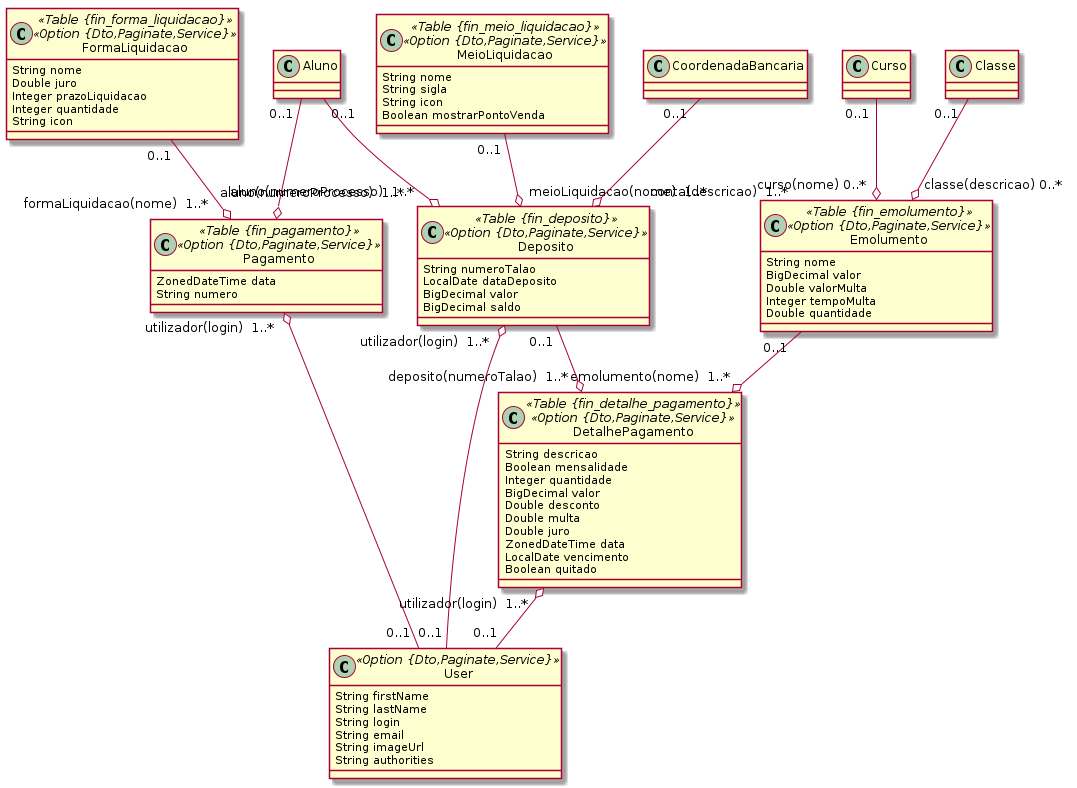 «Table {fin_forma_liquidacao}»
«Option {Dto,Paginate,Service}»
C FormaLiquidacao
String nome
Double juro
Integer prazoLiquidacao
Integer quantidade
String icon
C Aluno
«Table {fin_meio_liquidacao}»
«Option {Dto,Paginate,Service}»
C MeioLiquidacao
String nome
String sigla
String icon
Boolean mostrarPontoVenda
C CoordenadaBancaria
C Curso
C Classe
0..1
0..1
0..1
0..1
0..1
0..1
0..1
formaLiquidacao(nome) 1..*
aluno(numeroProcesso) 1..*
aluno(numeroProcesso) 1..*
meioLiquidacao(nome) 1..*
conta(descricao) 1..*
curso(nome) 0..*
classe(descricao) 0..*
«Table {fin_pagamento}»
«Option {Dto,Paginate,Service}»
C Pagamento
ZonedDateTime data
String numero
«Table {fin_deposito}»
«Option {Dto,Paginate,Service}»
C Deposito
String numeroTalao
LocalDate dataDeposito
BigDecimal valor
BigDecimal saldo
«Table {fin_emolumento}»
«Option {Dto,Paginate,Service}»
C Emolumento
String nome
BigDecimal valor
Double valorMulta
Integer tempoMulta
Double quantidade
utilizador(login) 1..*
utilizador(login) 1..*
0..1
0..1
deposito(numeroTalao) 1..*
emolumento(nome) 1..*
«Table {fin_detalhe_pagamento}»
«Option {Dto,Paginate,Service}»
C DetalhePagamento
String descricao
Boolean mensalidade
Integer quantidade
BigDecimal valor
Double desconto
Double multa
Double juro
ZonedDateTime data
LocalDate vencimento
Boolean quitado
utilizador(login) 1..*
0..1
0..1
0..1
«Option {Dto,Paginate,Service}»
C User
String firstName
String lastName
String login
String email
String imageUrl
String authorities